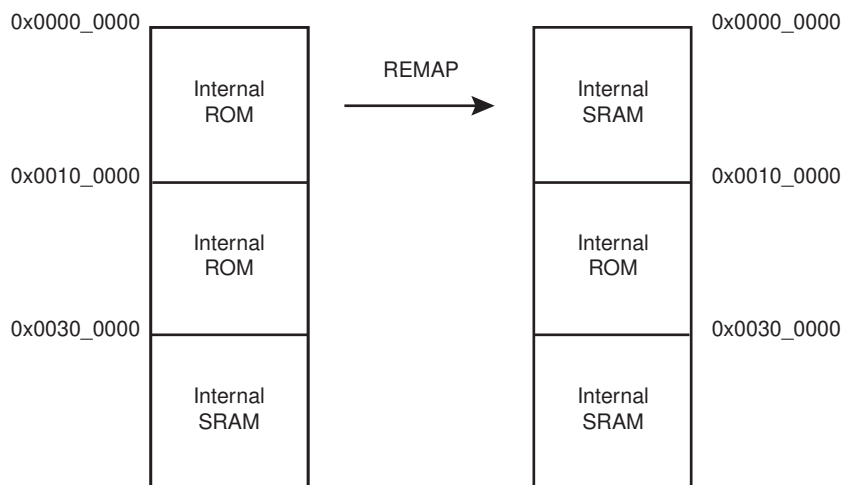 0x0000_0000
0x0000_0000
REMAP
Internal
ROM
Internal
SRAM
0x0010_0000
0x0010_0000
Internal
ROM
Internal
ROM
0x0030_0000
0x0030_0000
Internal
SRAM
Internal
SRAM